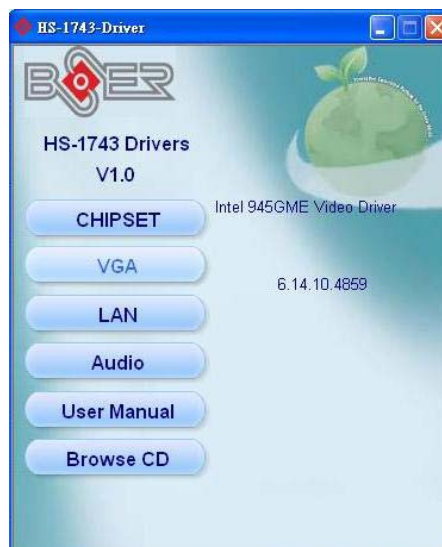 HS-1743-Driver
BOSER
HS-1743 Drivers
V1.0
CHIPSET
VGA
LAN
Audio
User Manual
Browse CD
Intel 945GME Video Driver
6.14.10.4859